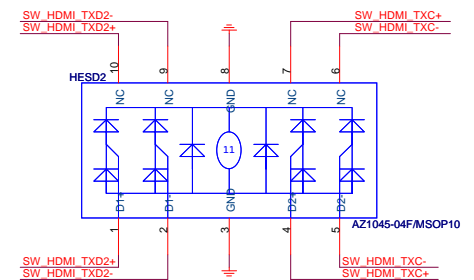 SW_HDMI_TXD2- SW_HDMI_TXC+
SW_HDMI_TXD2+ SW_HDMI_TXC-
10 9 8 7 6
HESD2
NC NC GND NC NC
11
D1+ D1- GND D2+ D2-
AZ1045-04F/MSOP10
1 2 3 4 5
SW_HDMI_TXD2+ SW_HDMI_TXC-
SW_HDMI_TXD2- SW_HDMI_TXC+